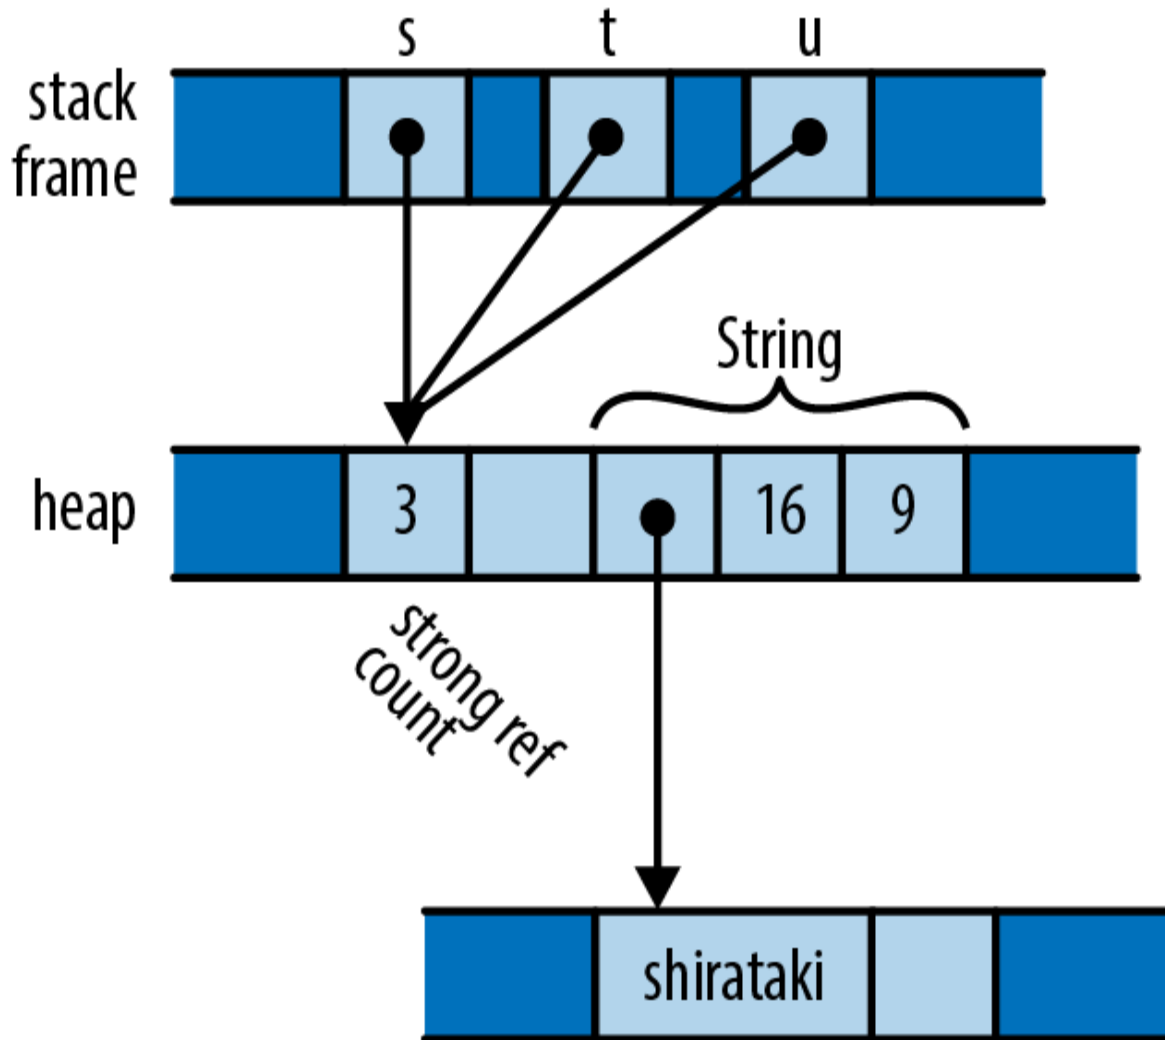 s t u
stack
frame
String
heap
3 16 9
strong ref
count
shirataki